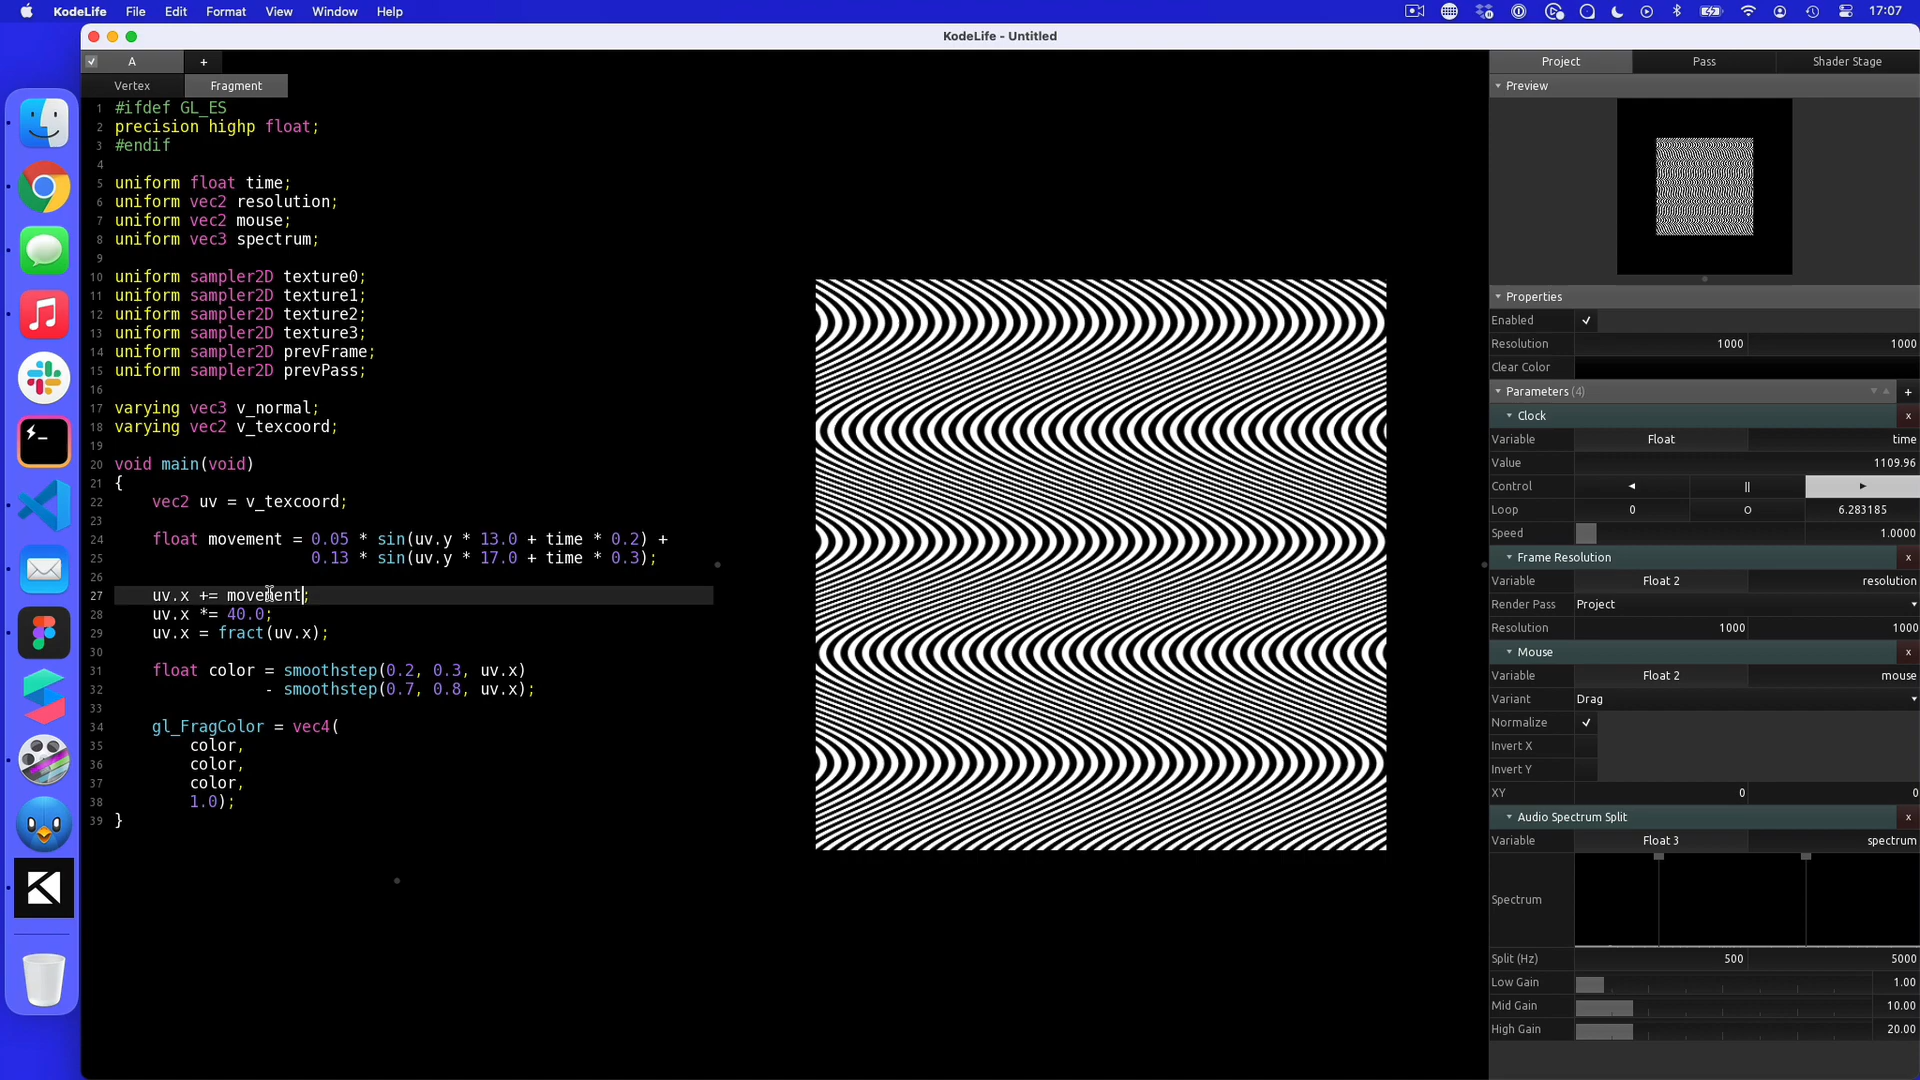 KodeLife File Edit Format View Window Help 17:07
KodeLife - Untitled
A +
Vertex Fragment
1 #ifdef GL_ES
2 precision highp float;
3 #endif
4
5 uniform float time;
6 uniform vec2 resolution;
7 uniform vec2 mouse;
8 uniform vec3 spectrum;
9
10 uniform sampler2D texture0;
11 uniform sampler2D texture1;
12 uniform sampler2D texture2;
13 uniform sampler2D texture3;
14 uniform sampler2D prevFrame;
15 uniform sampler2D prevPass;
16
17 varying vec3 v_normal;
18 varying vec2 v_texcoord;
19
20 void main(void)
21 {
22 vec2 uv = v_texcoord;
23
24 float movement = 0.05 * sin(uv.y * 13.0 + time * 0.2) +
25 0.13 * sin(uv.y * 17.0 + time * 0.3);
26
27 uv.x += movement;
28 uv.x *= 40.0;
29 uv.x = fract(uv.x);
30
31 float color = smoothstep(0.2, 0.3, uv.x)
32 - smoothstep(0.7, 0.8, uv.x);
33
34 gl_FragColor = vec4(
35 color,
36 color,
37 color,
38 1.0);
39 }
Project Pass Shader Stage
Preview
Properties
Enabled
Resolution 1000 1000
Clear Color
Parameters (4) +
Clock x
Variable Float time
Value 1109.96
Control
Loop 0 O 6.283185
Speed 1.0000
Frame Resolution x
Variable Float 2 resolution
Render Pass Project
Resolution 1000 1000
Mouse x
Variable Float 2 mouse
Variant Drag
Normalize
Invert X
Invert Y
XY 0 0
Audio Spectrum Split x
Variable Float 3 spectrum
Spectrum
Split (Hz) 500 5000
Low Gain 1.00
Mid Gain 10.00
High Gain 20.00